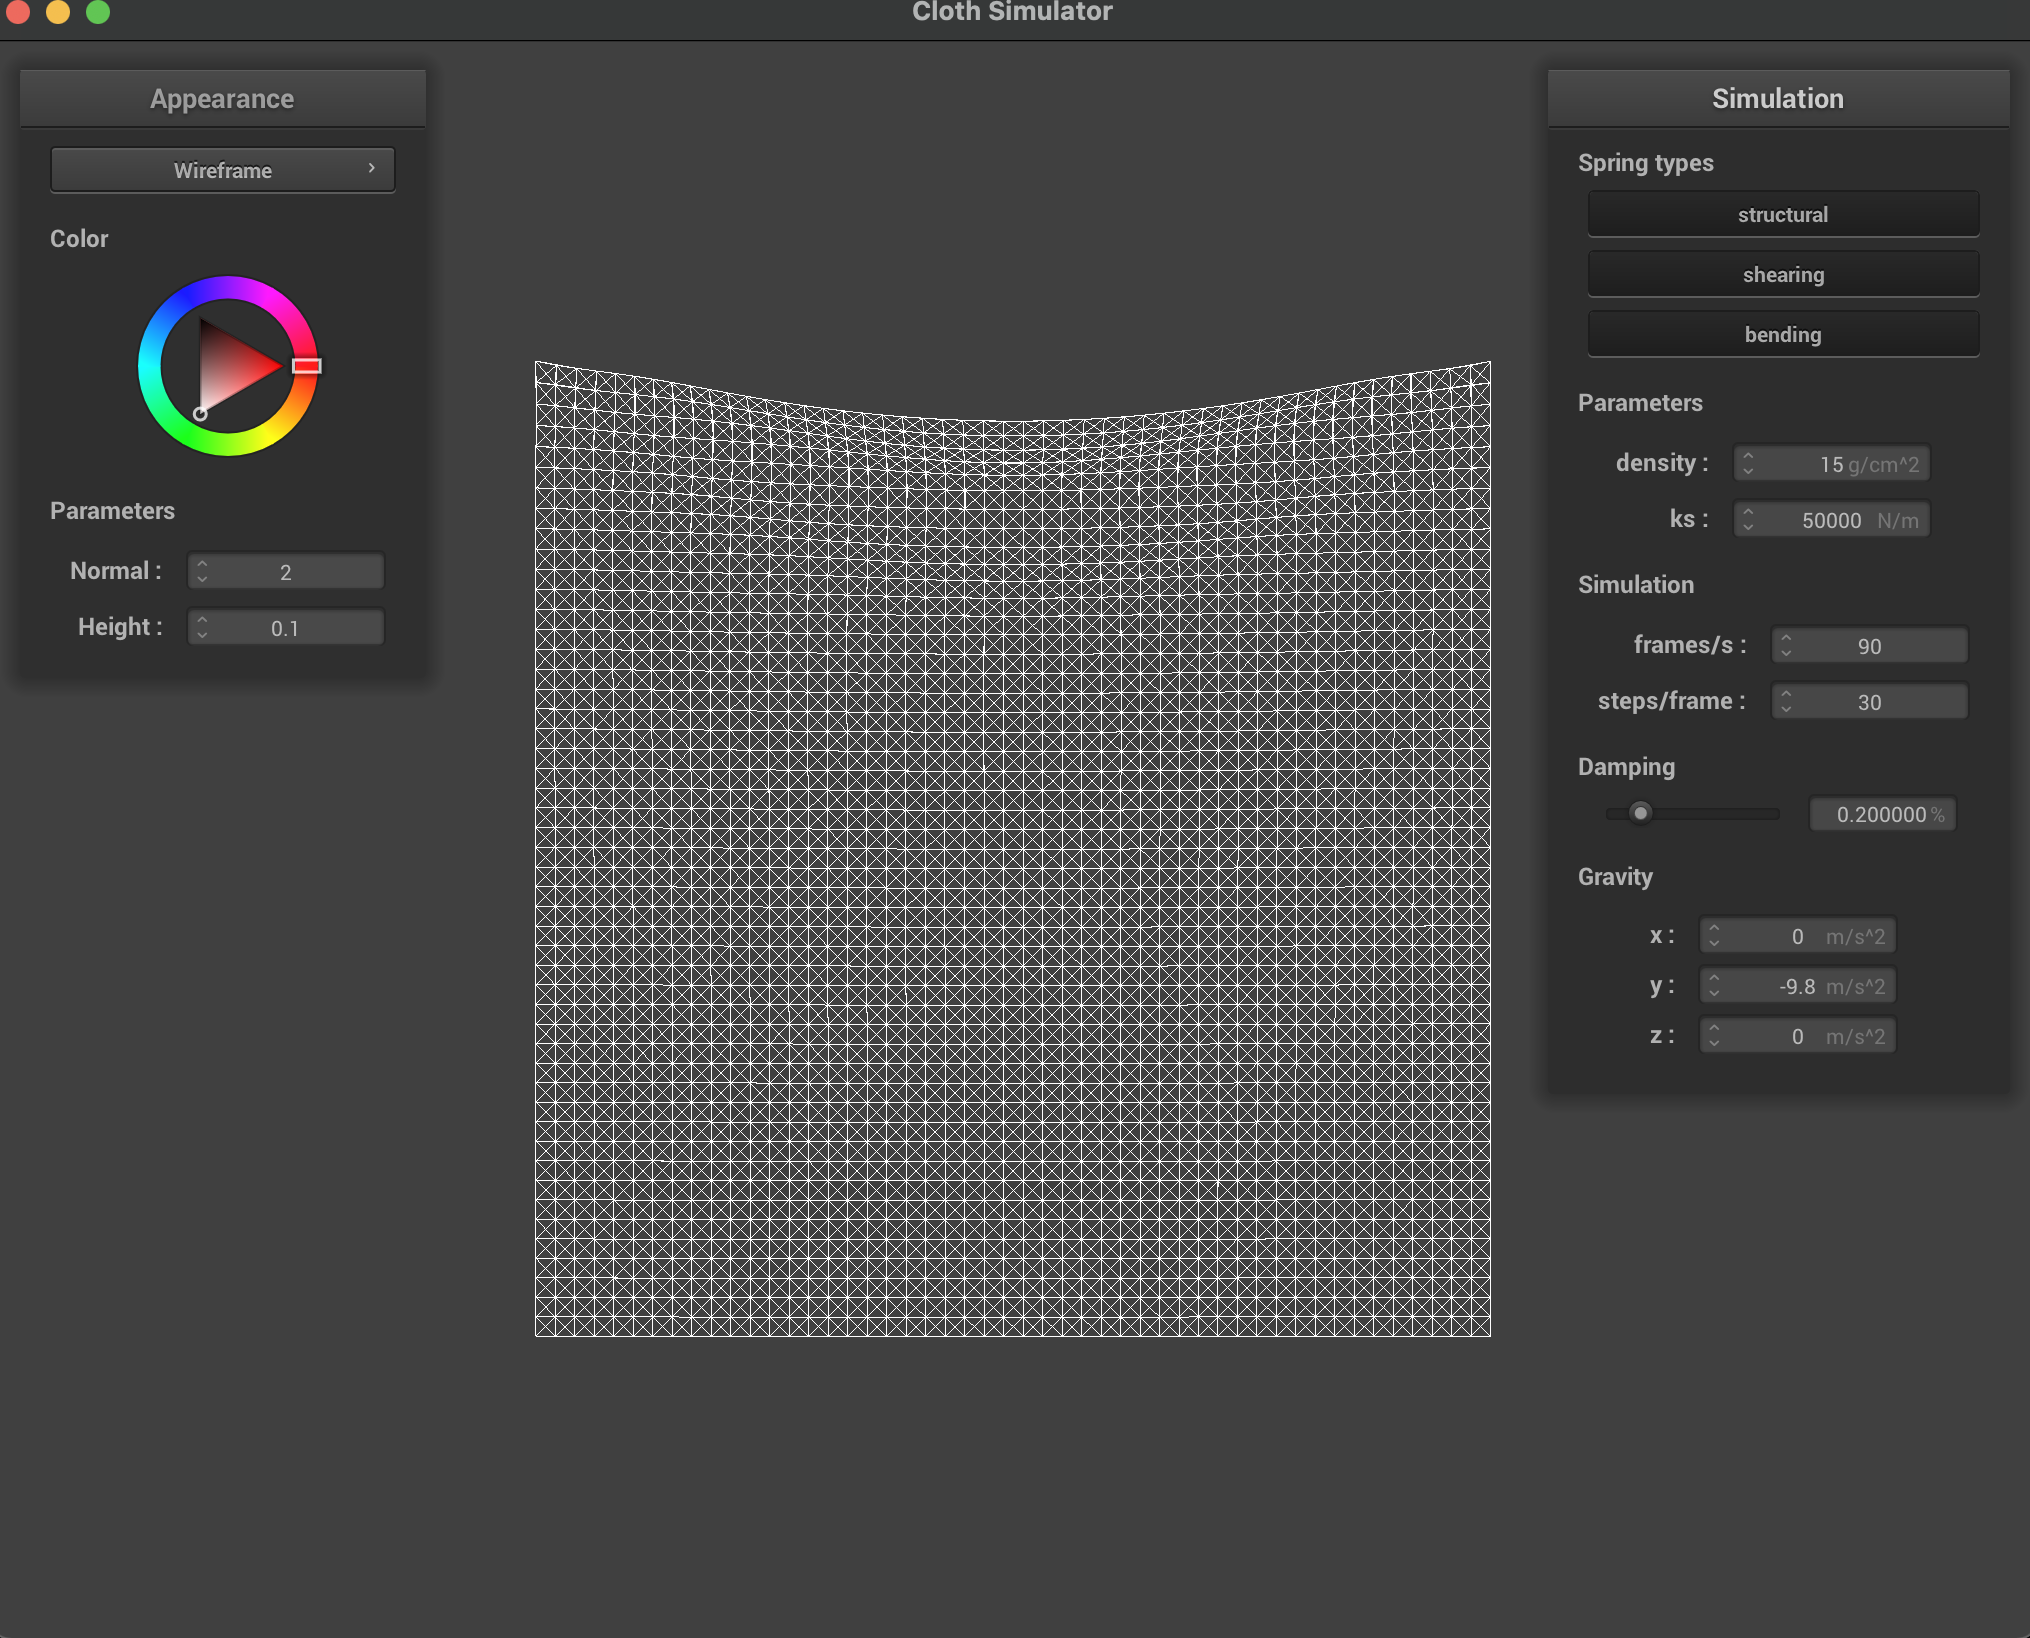 Cloth Simulator
Appearance
Wireframe
Color
Parameters
Normal : 2
Height : 0.1
Simulation
Spring types
structural
shearing
bending
Parameters
density : 15 g/cm^2
ks : 50000 N/m
Simulation
frames/s : 90
steps/frame : 30
Damping
0.200000 %
Gravity
x : 0 m/s^2
y : -9.8 m/s^2
z : 0 m/s^2